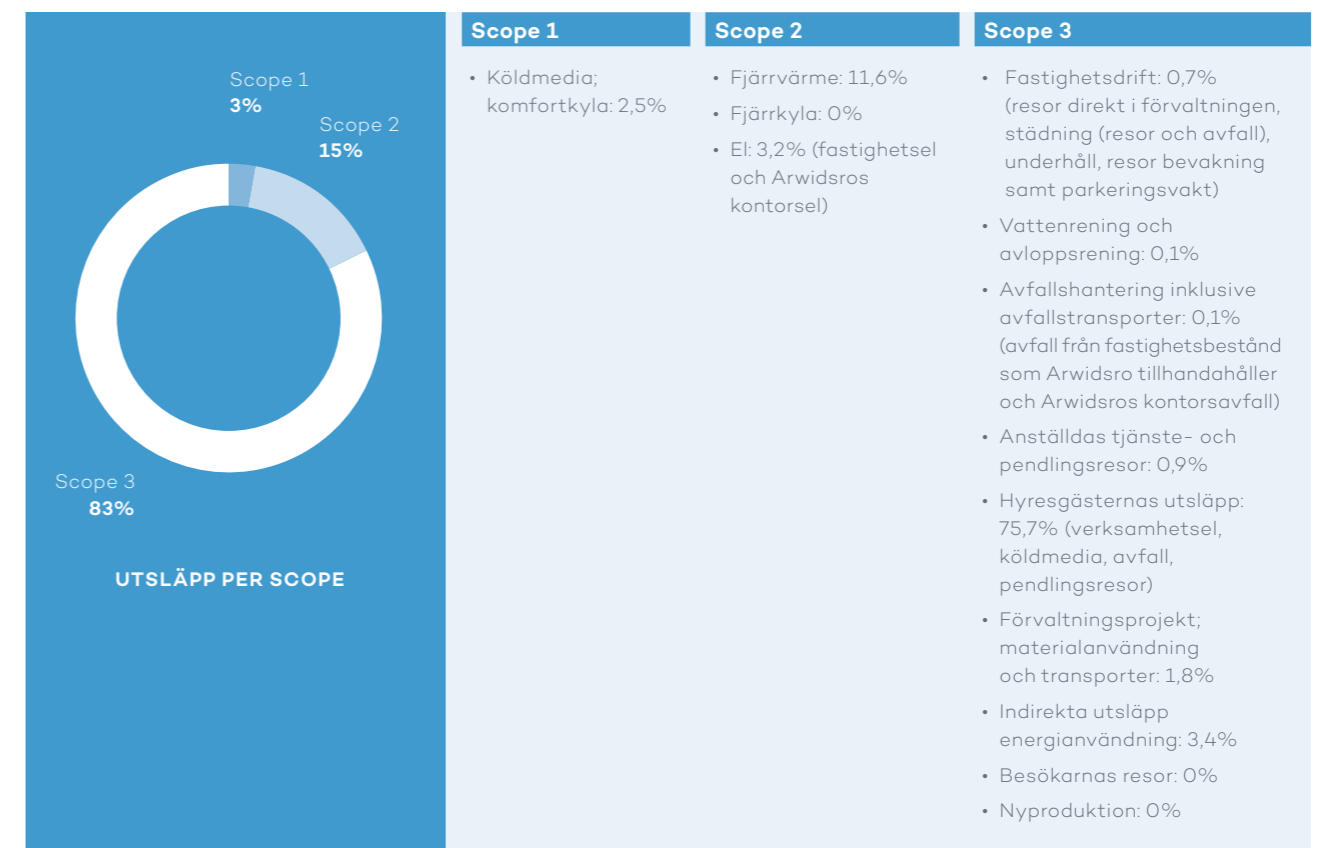 Scope 1
3%
Scope 2
15%
Scope 3
83%
UTSLÄPP PER SCOPE
Scope 1
• Köldmedia;
komfortkyla: 2,5%
Scope 2
• Fjärrvärme: 11,6%
• Fjärrkyla: 0%
• El: 3,2% (fastighetsel
och Arwidsros
kontorsel)
Scope 3
• Fastighetsdrift: 0,7%
(resor direkt i förvaltningen,
städning (resor och avfall),
underhåll, resor bevakning
samt parkeringsvakt)
• Vattenrening och
avloppsrening: 0,1%
• Avfallshantering inklusive
avfallstransporter: 0,1%
(avfall från fastighetsbestånd
som Arwidsro tillhandahåller
och Arwidsros kontorsavfall)
• Anställdas tjänste- och
pendlingsresor: 0,9%
• Hyresgästernas utsläpp:
75,7% (verksamhetsel,
köldmedia, avfall,
pendlingsresor)
• Förvaltningsprojekt;
materialanvändning
och transporter: 1,8%
• Indirekta utsläpp
energianvändning: 3,4%
• Besökarnas resor: 0%
• Nyproduktion: 0%